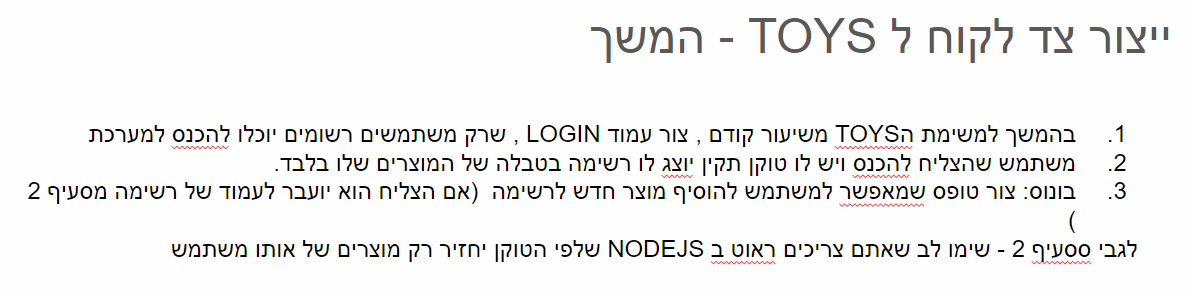 ייצור צד לקוח ל TOYS - המשך
1. בהמשך למשימת הTOYS משיעור קודם , צור עמוד LOGIN , שרק משתמשים רשומים יוכלו להכנס למערכת
2. משתמש שהצליח להכנס ויש לו טוקן תקין יוצג לו רשימה בטבלה של המוצרים שלו בלבד.
3. בונוס: צור טופס שמאפשר למשתמש להוסיף מוצר חדש לרשימה (אם הצליח הוא יועבר לעמוד של רשימה מסעיף 2
)
לגבי ססעיף 2 - שימו לב שאתם צריכים ראוט ב NODEJS שלפי הטוקן יחזיר רק מוצרים של אותו משתמש